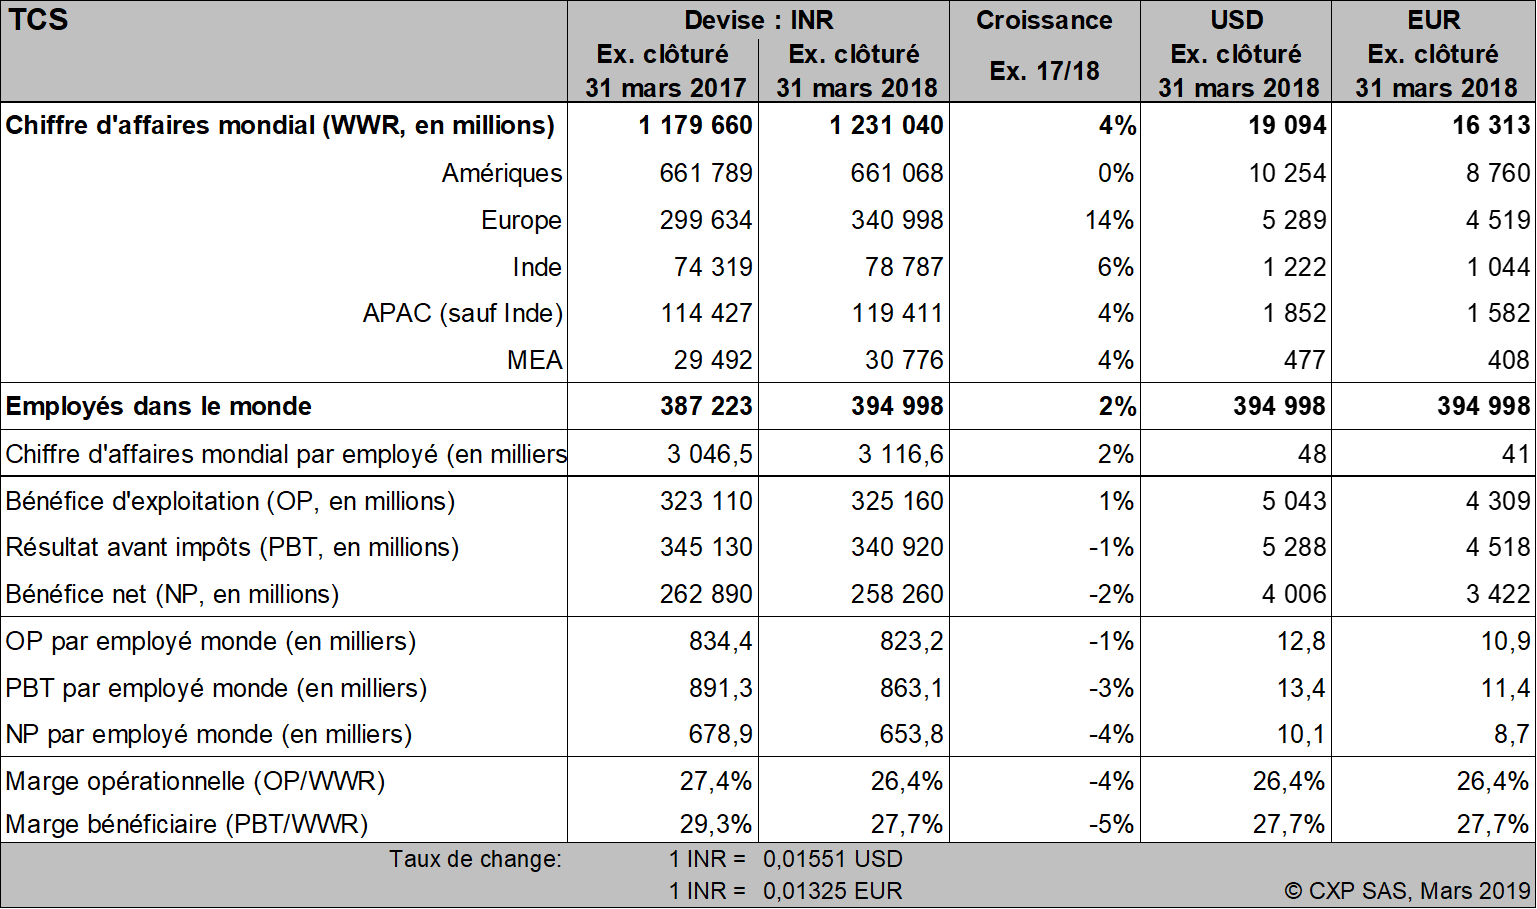 TCS Devise : INR Croissance USD EUR
Ex. clôturé Ex. clôturé Ex. 17/18 Ex. clôturé Ex. clôturé
31 mars 2017 31 mars 2018 31 mars 2018 31 mars 2018
Chiffre d'affaires mondial (WWR, en millions) 1 179 660 1 231 040 4% 19 094 16 313
Amériques 661 789 661 068 0% 10 254 8 760
Europe 299 634 340 998 14% 5 289 4 519
Inde 74 319 78 787 6% 1 222 1 044
APAC (sauf Inde) 114 427 119 411 4% 1 852 1 582
MEA 29 492 30 776 4% 477 408
Employés dans le monde 387 223 394 998 2% 394 998 394 998
Chiffre d'affaires mondial par employé (en milliers 3 046,5 3 116,6 2% 48 41
Bénéfice d'exploitation (OP, en millions) 323 110 325 160 1% 5 043 4 309
Résultat avant impôts (PBT, en millions) 345 130 340 920 -1% 5 288 4 518
Bénéfice net (NP, en millions) 262 890 258 260 -2% 4 006 3 422
OP par employé monde (en milliers) 834,4 823,2 -1% 12,8 10,9
PBT par employé monde (en milliers) 891,3 863,1 -3% 13,4 11,4
NP par employé monde (en milliers) 678,9 653,8 -4% 10,1 8,7
Marge opérationnelle (OP/WWR) 27,4% 26,4% -4% 26,4% 26,4%
Marge bénéficiaire (PBT/WWR) 29,3% 27,7% -5% 27,7% 27,7%
Taux de change: 1 INR = 0,01551 USD
1 INR = 0,01325 EUR © CXP SAS, Mars 2019